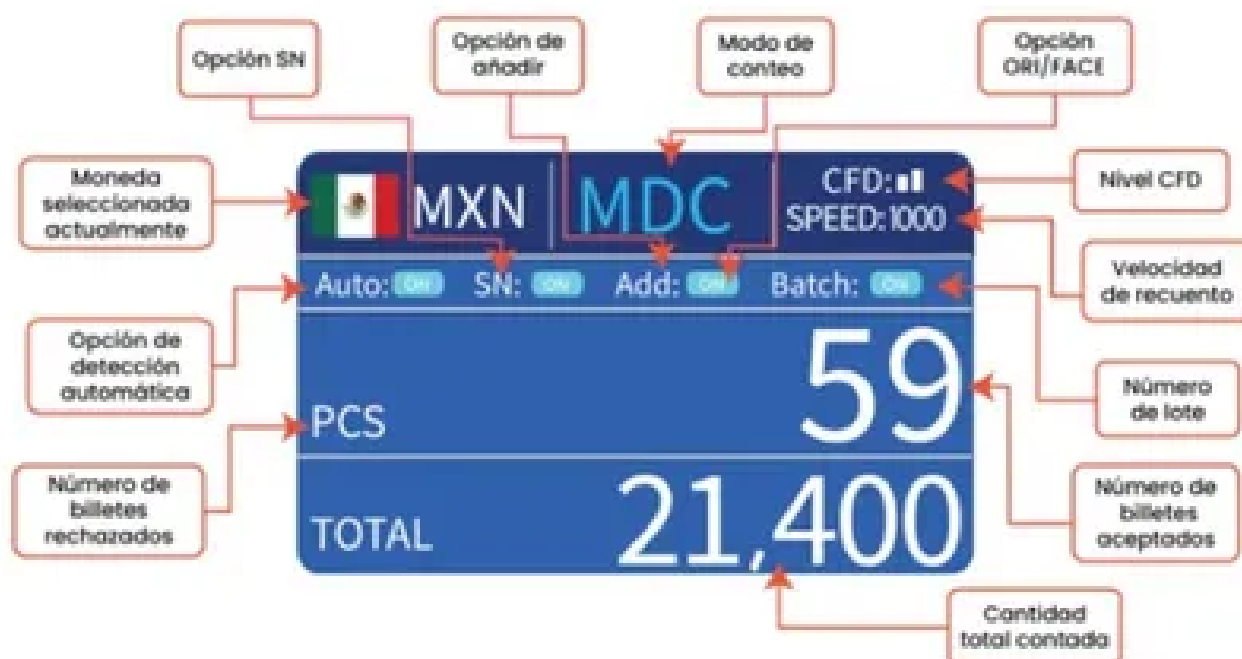 Opción SN
Opción de
añadir
Modo de
conteo
Opción
ORI/FACE
Moneda
seleccionada
actualmente
MXN
MDC
CFD:
SPEED:1000
Nivel CFD
Auto: ON SN: ON Add: ON Batch: ON
Velocidad
de recuento
Opción de
detección
automática
59
PCS
Número
de lote
Número de
billetes
rechazados
TOTAL
21,400
Número de
billetes
aceptados
Cantidad
total contada